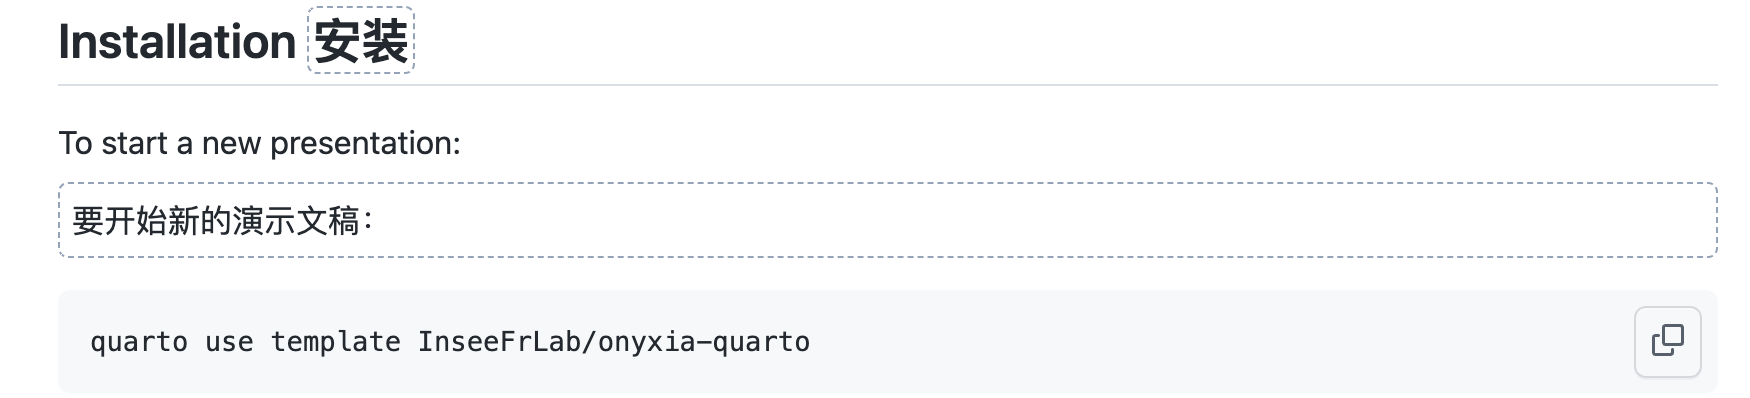 Installation 安装
To start a new presentation:
要开始新的演示文稿：
quarto use template InseeFrLab/onyxia-quarto